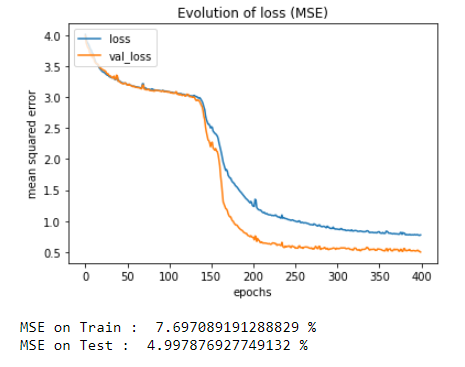 Evolution of loss (MSE)
4.0
3.5
3.0
2.5
2.0
1.5
1.0
0.5
mean squared error
loss
val_loss
0 50 100 150 200 250 300 350 400
epochs
MSE on Train :  7.697089191288829 %
MSE on Test :  4.997876927749132 %